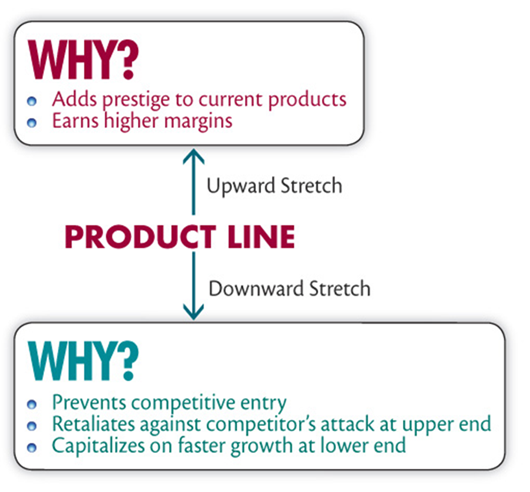 WHY?
Adds prestige to current products
Earns higher margins
Upward Stretch
PRODUCT LINE
Downward Stretch
WHY?
Prevents competitive entry
Retaliates against competitor's attack at upper end
Capitalizes on faster growth at lower end